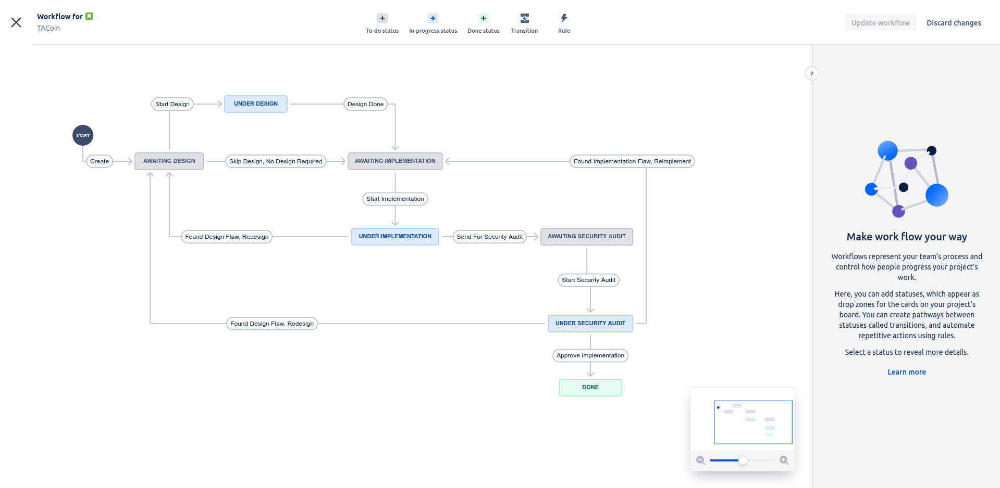 Workflow for
TACoin
To-do status
In-progress status
Done status
Transition
Rule
Update workflow
Discard changes
Start Design
UNDER DESIGN
Design Done
START
Create
AWAITING DESIGN
Skip Design, No Design Required
AWAITING IMPLEMENTATION
Found Implementation Flaw, Reimplement
Start Implementation
Found Design Flaw, Redesign
UNDER IMPLEMENTATION
Send For Security Audit
AWAITING SECURITY AUDIT
Start Security Audit
Found Design Flaw, Redesign
UNDER SECURITY AUDIT
Approve Implementation
DONE
Make work flow your way
Workflows represent your team’s process and
control how people progress your project’s
work.
Here, you can add statuses, which appear as
drop zones for the cards on your project’s
board. You can create pathways between
statuses called transitions, and automate
repetitive actions using rules.
Select a status to reveal more details.
Learn more